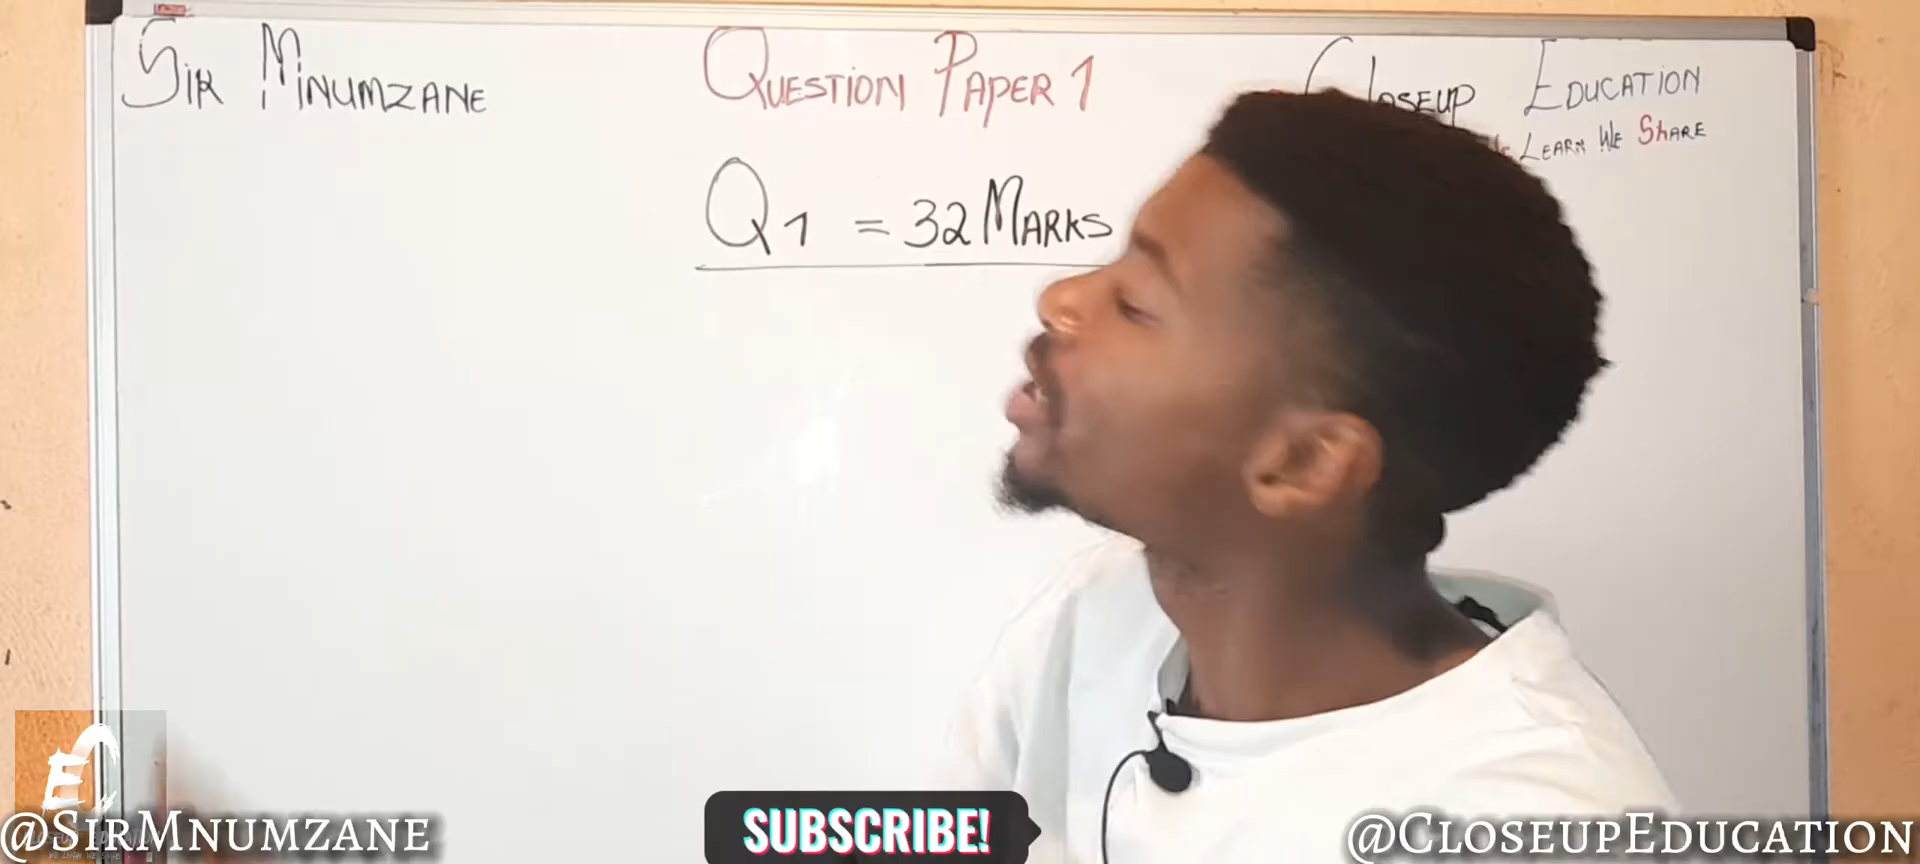 Sir Mnumzane
Question Paper 1
Closeup Education
Learn We Share
Q1 = 32 Marks
SUBSCRIBE!
@SirMnumzane
@CloseupEducation